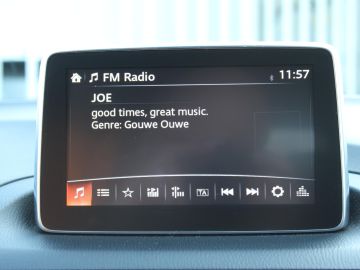 FM Radio 11:57
JOE
good times, great music.
Genre: Gouwe Ouwe
TA